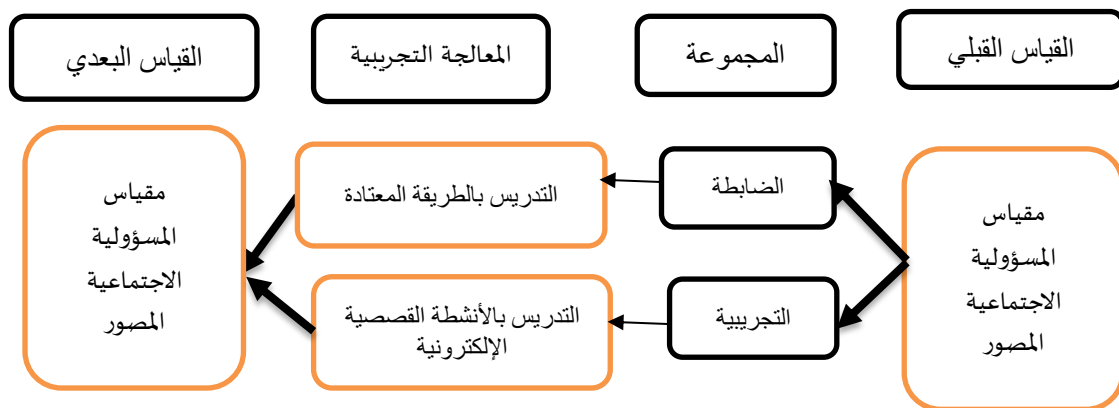 القياس القبلي
المجموعة
المعالجة التجريبية
القياس البعدي
مقياس
المسؤولية
الاجتماعية
المصور
الضابطة
التدريس بالطريقة المعتادة
التجريبية
التدريس بالأنشطة القصصية
الإلكترونية
مقياس
المسؤولية
الاجتماعية
المصور